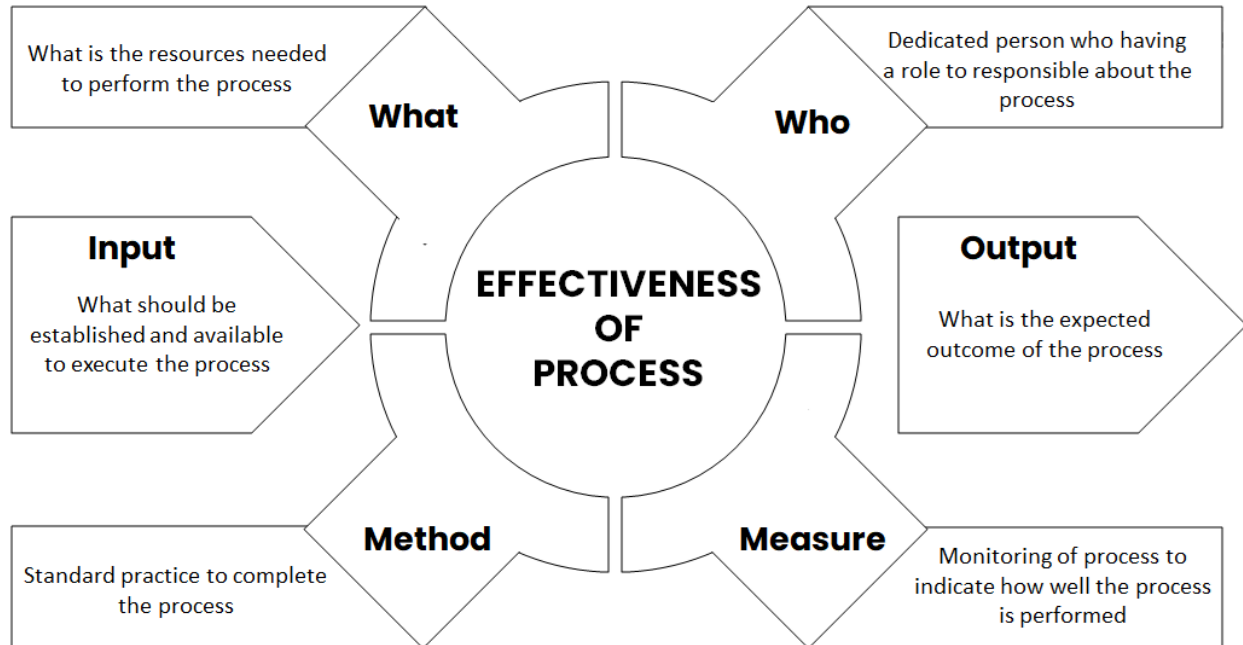 What is the resources needed
to perform the process
What
Dedicated person who having
a role to responsible about the
process
Who
Input
What should be
established and available
to execute the process
EFFECTIVENESS
OF
PROCESS
Output
What is the expected
outcome of the process
Method
Standard practice to complete
the process
Measure
Monitoring of process to
indicate how well the process
is performed